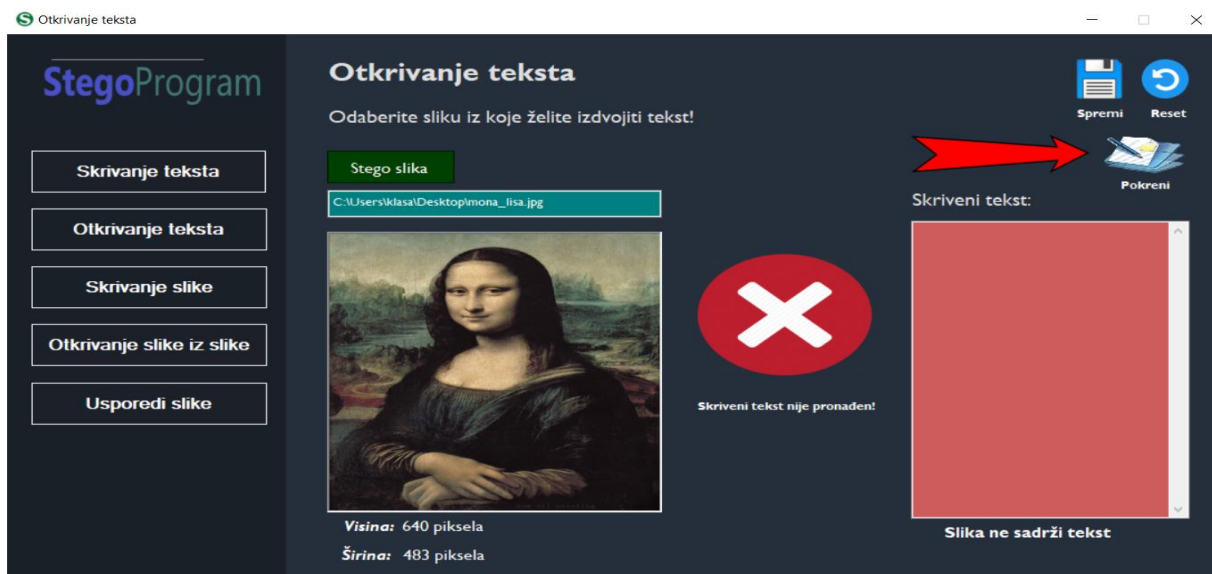 Otkrivanje teksta
StegoProgram
Skrivanje teksta
Otkrivanje teksta
Skrivanje slike
Otkrivanje slike iz slike
Usporedi slike
Otkrivanje teksta
Odaberite sliku iz koje želite izdvojiti tekst!
Stego slika
C:\Users\klasa\Desktop\mona_lisa.jpg
Visina: 640 piksela
Širina: 483 piksela
Skriveni tekst nije pronađen!
Spremi Reset
Pokreni
Skriveni tekst:
Slika ne sadrži tekst